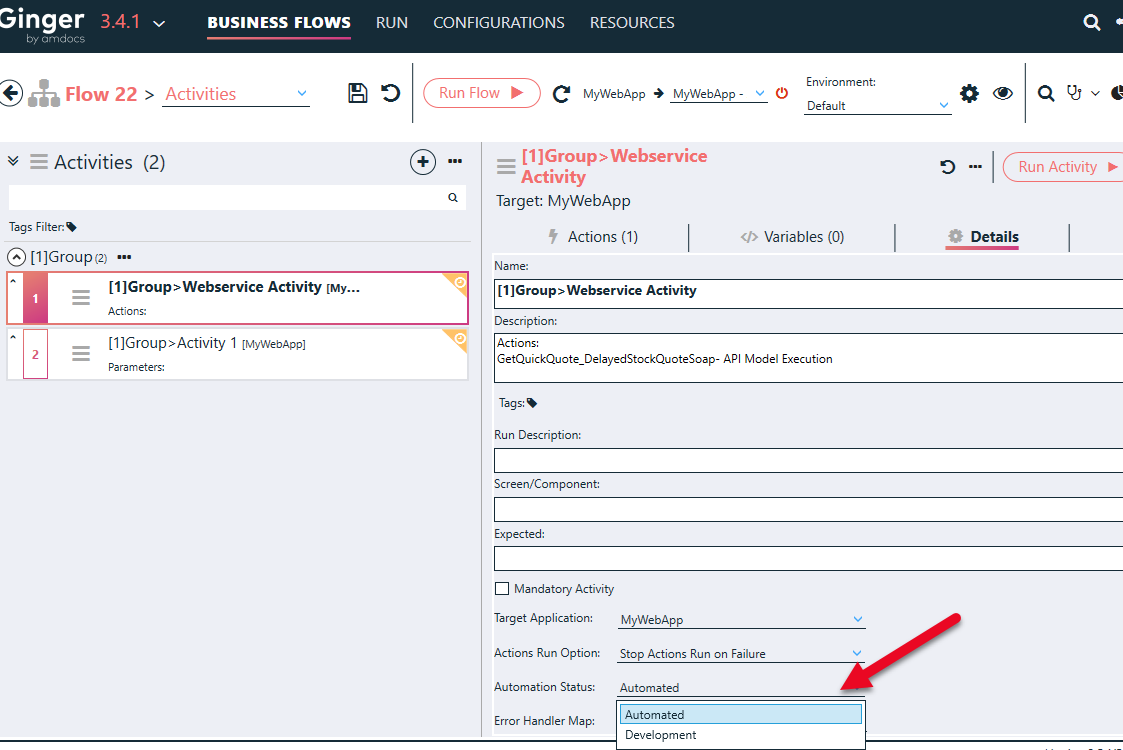 Ginger 3.4.1
by amdocs
BUSINESS FLOWS RUN CONFIGURATIONS RESOURCES
Flow 22 > Activities
Run Flow
MyWebApp MyWebApp -
Environment:
Default
Activities (2)
Tags Filter:
[1]Group (2)
1
[1]Group>Webservice Activity [My...
Actions:
2
[1]Group>Activity 1 [MyWebApp]
Parameters:
[1]Group>Webservice
Activity
Run Activity
Target: MyWebApp
Actions (1) </> Variables (0) Details
Name:
[1]Group>Webservice Activity
Description:
Actions:
GetQuickQuote_DelayedStockQuoteSoap- API Model Execution
Tags:
Run Description:
Screen/Component:
Expected:
Mandatory Activity
Target Application: MyWebApp
Actions Run Option: Stop Actions Run on Failure
Automation Status: Automated
Automated
Error Handler Map:
Development